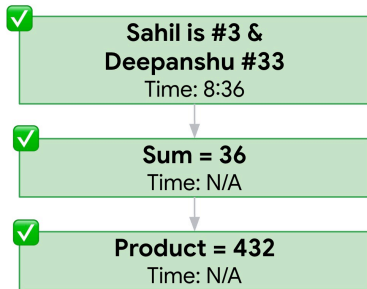 Sahil is #3 &
Deepanshu #33
Time: 8:36
Sum = 36
Time: N/A
Product = 432
Time: N/A